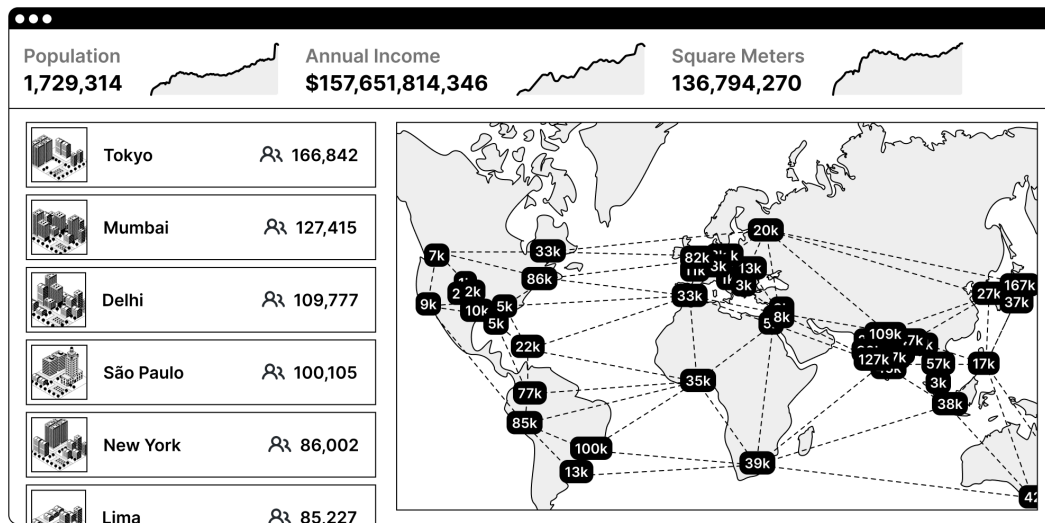 Population
1,729,314
Annual Income
$157,651,814,346
Square Meters
136,794,270
Tokyo 166,842
Mumbai 127,415
Delhi 109,777
São Paulo 100,105
New York 86,002
Lima 85,227
20k
7k
33k
82k
13k
3k
86k
3k
33k
167k
27k
37k
9k
2k
10k
5k
5k
8k
22k
109k
127k
57k
17k
3k
35k
77k
38k
85k
100k
13k
39k